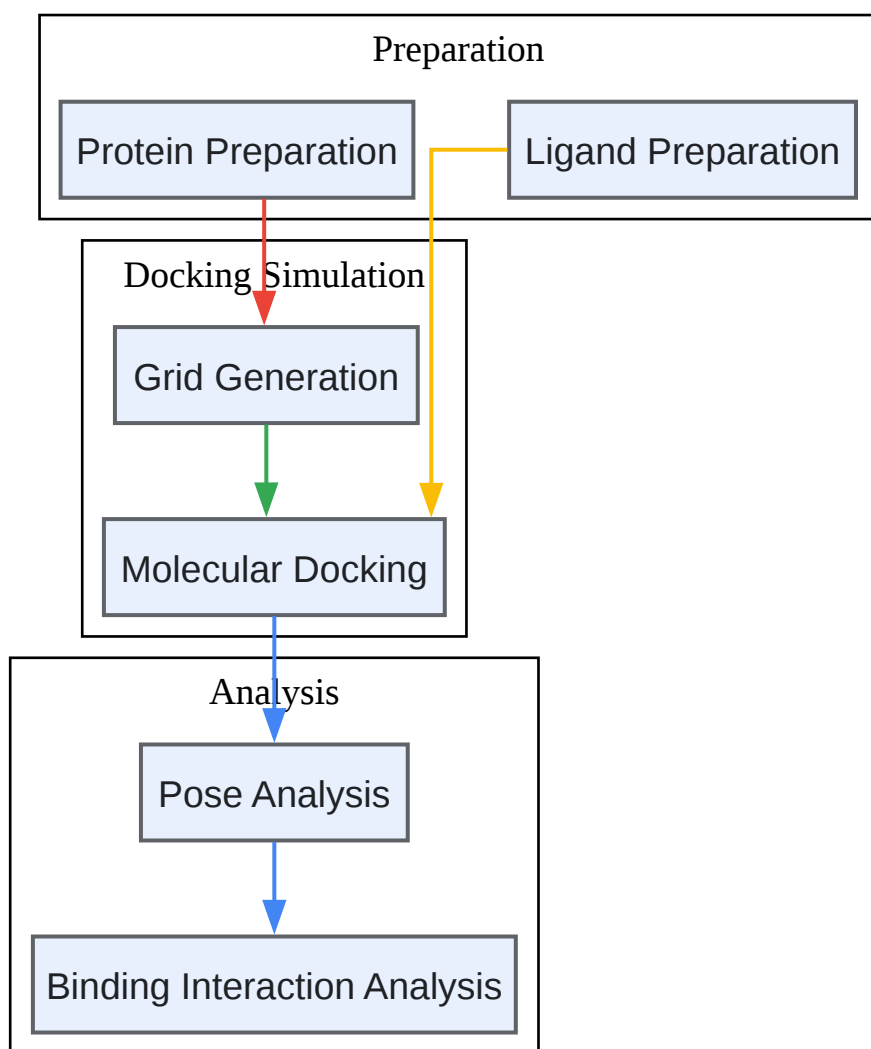 Preparation
Protein Preparation
Ligand Preparation
Docking Simulation
Grid Generation
Molecular Docking
Analysis
Pose Analysis
Binding Interaction Analysis